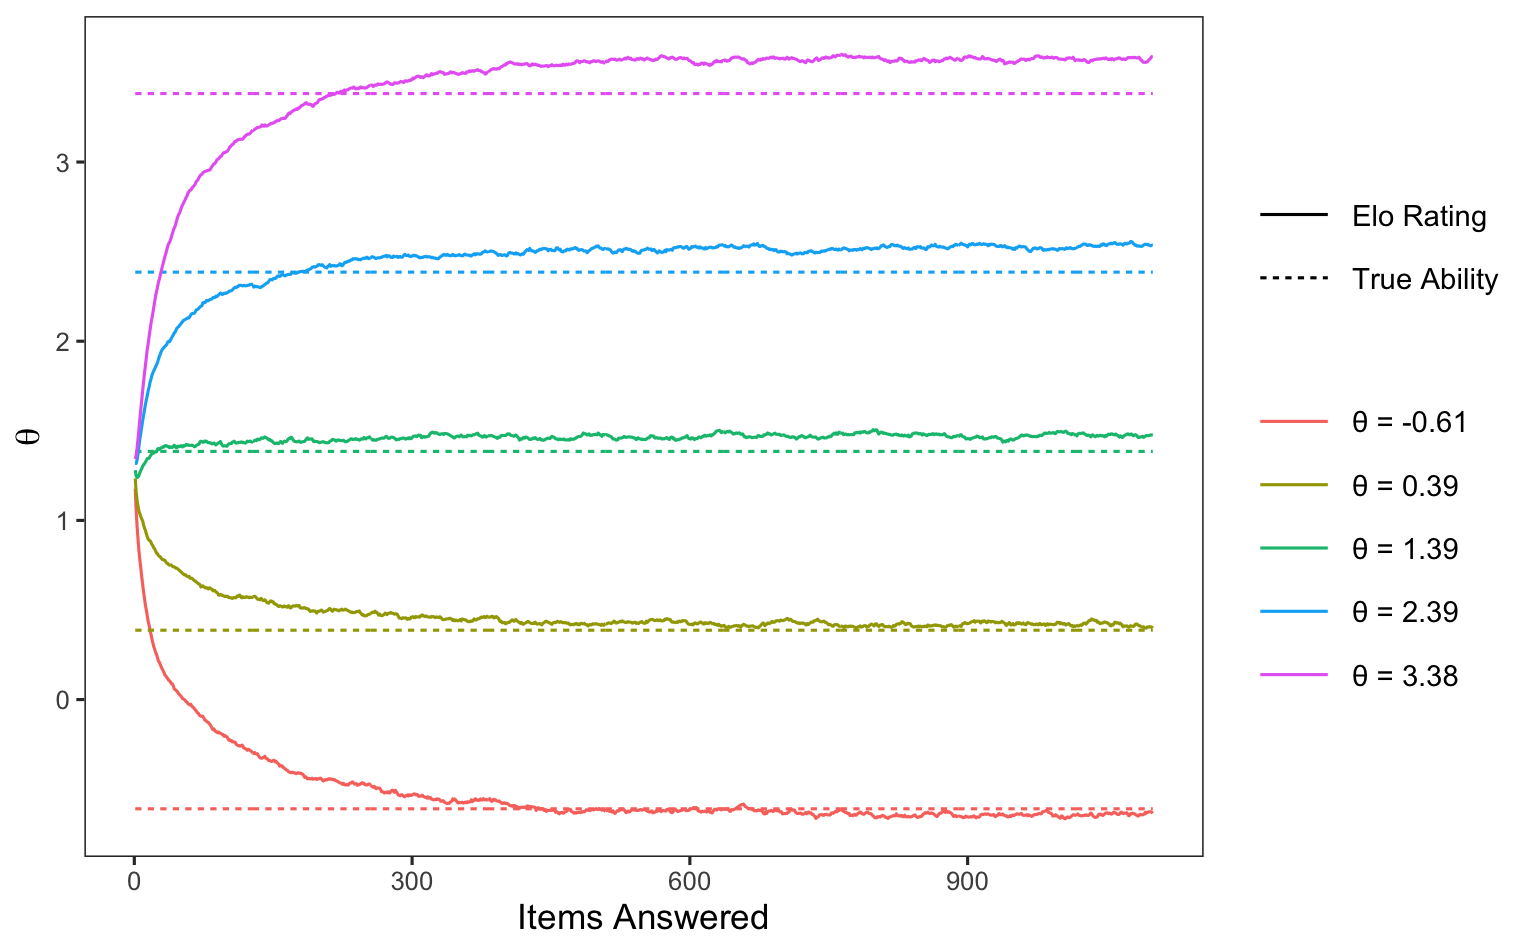 3
2
1
0
θ
0
300
600
900
Items Answered
Elo Rating
True Ability
θ = -0.61
θ = 0.39
θ = 1.39
θ = 2.39
θ = 3.38